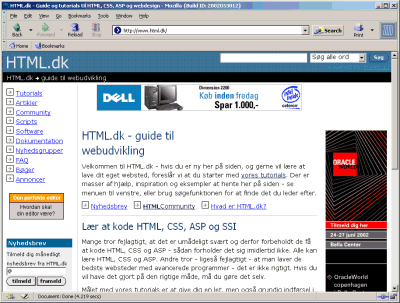 HTML.dk - Guide og tutorials til HTML, CSS, ASP og webdesign - Mozilla {Build ID: 2002053012}
File Edit View Go Bookmarks Tools Window Help
Back Forward Reload Stop http://www.html.dk/ Search Print
Home Bookmarks
HTML.dk
Søg alle ord Søg
HTML.dk guide til webudvikling
Tutorials
Artikler
Community
Scripts
Software
Dokumentation
Nyhedsgrupper
FAQ
Bøger
Annoncer
Den perfekte editor
Hvordan skal
din editor være?
Nyhedsbrev
Tilmeld dig månedligt
nyhedsbrev fra HTML.dk
@
tilmeld frameld
DELL
Dimension 2200
Køb inden fredag
Spar 1.000,-
intel inside
celeron
HTML.dk - guide til
webudvikling
Velkommen til HTML.dk - hvis du er ny her på siden, og gerne vil lære at
lave dit eget websted, foreslår vi at du starter med vores tutorials. Der er
masser af hjælp, inspiration og eksempler at hente her på siden - se
menuen til venstre, eller brug søgefunktionen for at finde det du leder efter.
Nyhedsbrev HTMLCommunity Hvad er HTML.dk?
Lær at kode HTML, CSS, ASP og SSI
Mange tror fejlagtigt, at det er umådeligt svært og derfor forbeholdt de få
at kode HTML, CSS og ASP - sådan forholder det sig imidlertid ikke. Alle kan
lære HTML, CSS og ASP. Andre tror - ligeså fejlagtigt - at man laver de
bedste websteder med avancerede programmer - det er ikke rigtigt. Hvis du
vil have det gjort på den rigtige måde, må du gøre det selv.
Målet med vores tutorials er at give dig en let, men også grundig indførsel i
ORACLE
WORLD
Tilmeld dig her
24-27 juni 2002
Bella Center
OracleWorld
copenhagen
Document: Done (4.219 secs)